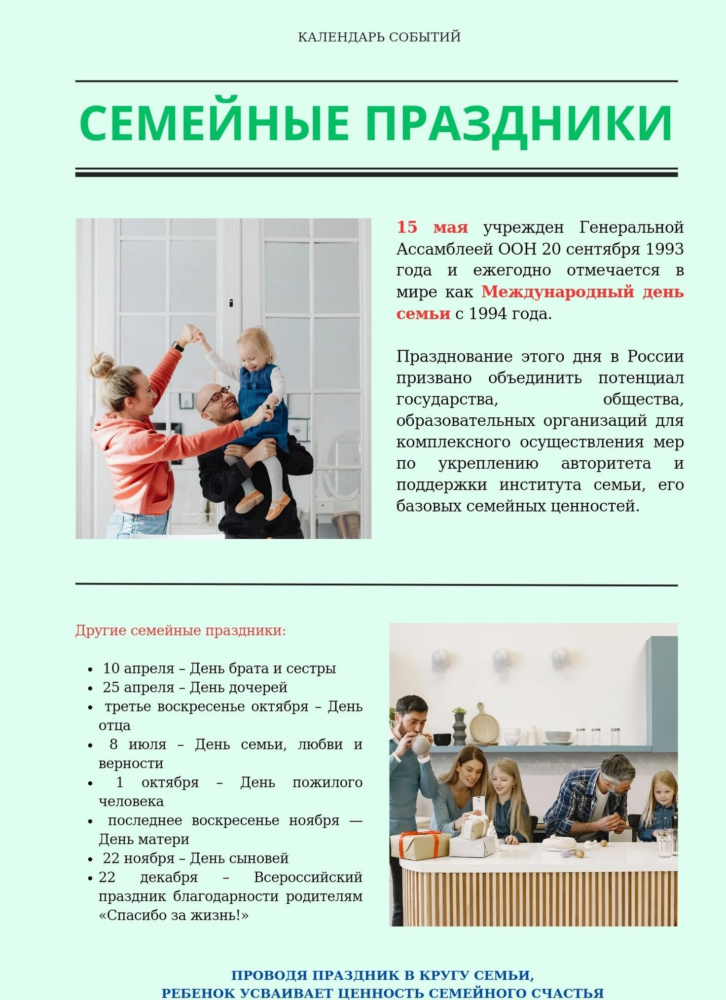 КАЛЕНДАРЬ СОБЫТИЙ
СЕМЕЙНЫЕ ПРАЗДНИКИ
15 мая учрежден Генеральной
Ассамблеей ООН 20 сентября 1993
года и ежегодно отмечается в
мире как Международный день
семьи с 1994 года.
Празднование этого дня в России
призвано объединить потенциал
государства, общества,
образовательных организаций для
комплексного осуществления мер
по укреплению авторитета и
поддержки института семьи, его
базовых семейных ценностей.
Другие семейные праздники:
• 10 апреля – День брата и сестры
• 25 апреля – День дочерей
• третье воскресенье октября – День
отца
• 8 июля – День семьи, любви и
верности
• 1 октября – День пожилого
человека
• последнее воскресенье ноября —
День матери
• 22 ноября – День сыновей
• 22 декабря – Всероссийский
праздник благодарности родителям
«Спасибо за жизнь!»
ПРОВОДЯ ПРАЗДНИК В КРУГУ СЕМЬИ,
РЕБЕНОК УСВАИВАЕТ ЦЕННОСТЬ СЕМЕЙНОГО СЧАСТЬЯ